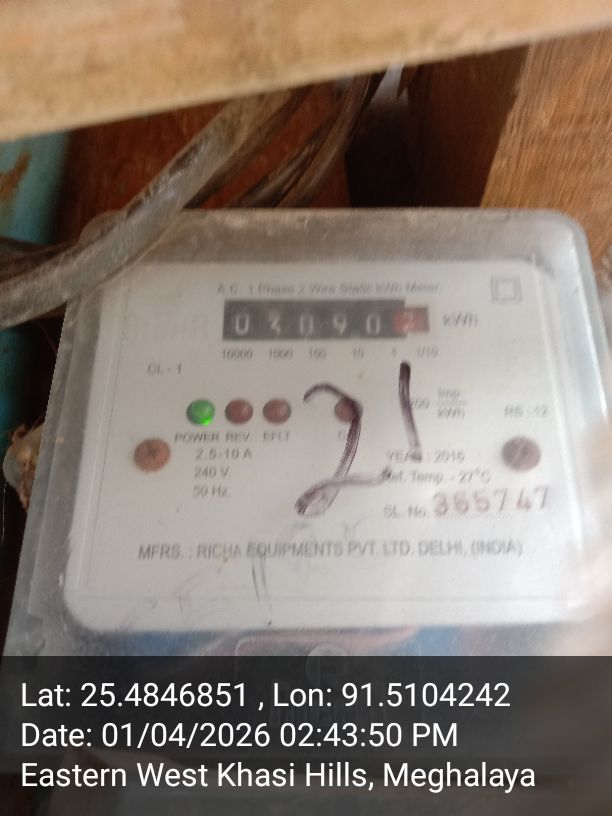 A.C. 1 Phase 2 Wire Static kWh Meter
0 3 0 9 0
kWh
10000 1000 100 10 1 1/10
CL - 1
21
Imp
kWh
RS : 12
POWER REV. EFLT
2.5-10 A
YEAR : 2015
240 V.
Ref. Temp. - 27°C
50 Hz.
SL. No. 365747
MFRS. : RICHA EQUIPMENTS PVT. LTD. DELHI, (INDIA)
Lat: 25.4846851 , Lon: 91.5104242
Date: 01/04/2026 02:43:50 PM
Eastern West Khasi Hills, Meghalaya